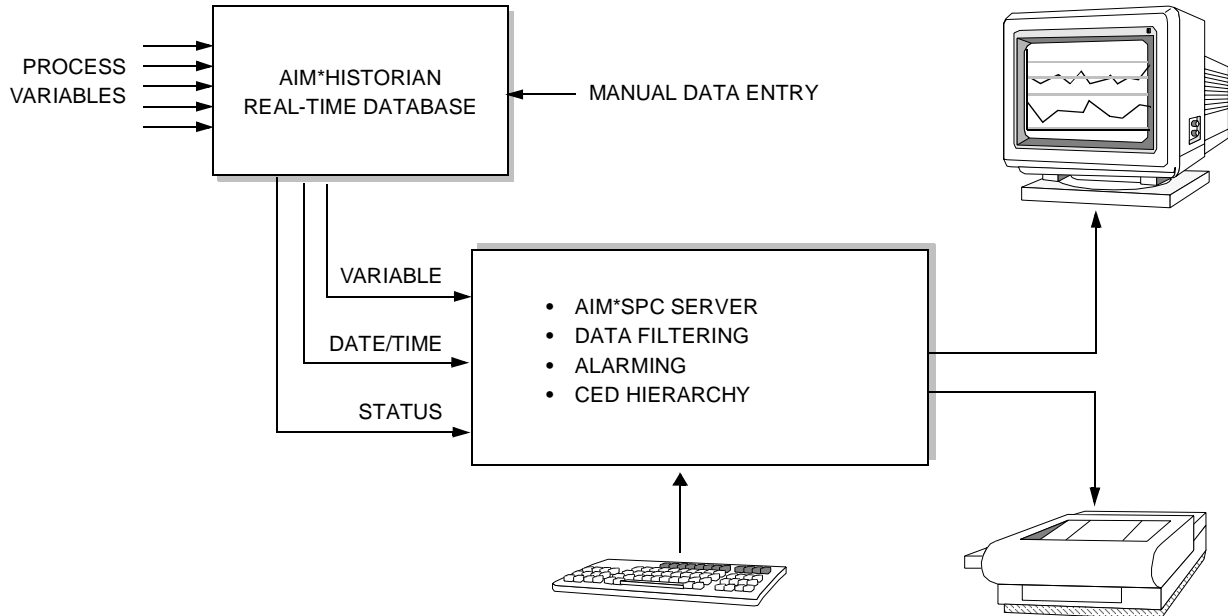 PROCESS
VARIABLES
AIM*HISTORIAN
REAL-TIME DATABASE
MANUAL DATA ENTRY
VARIABLE
DATE/TIME
STATUS
• AIM*SPC SERVER
• DATA FILTERING
• ALARMING
• CED HIERARCHY